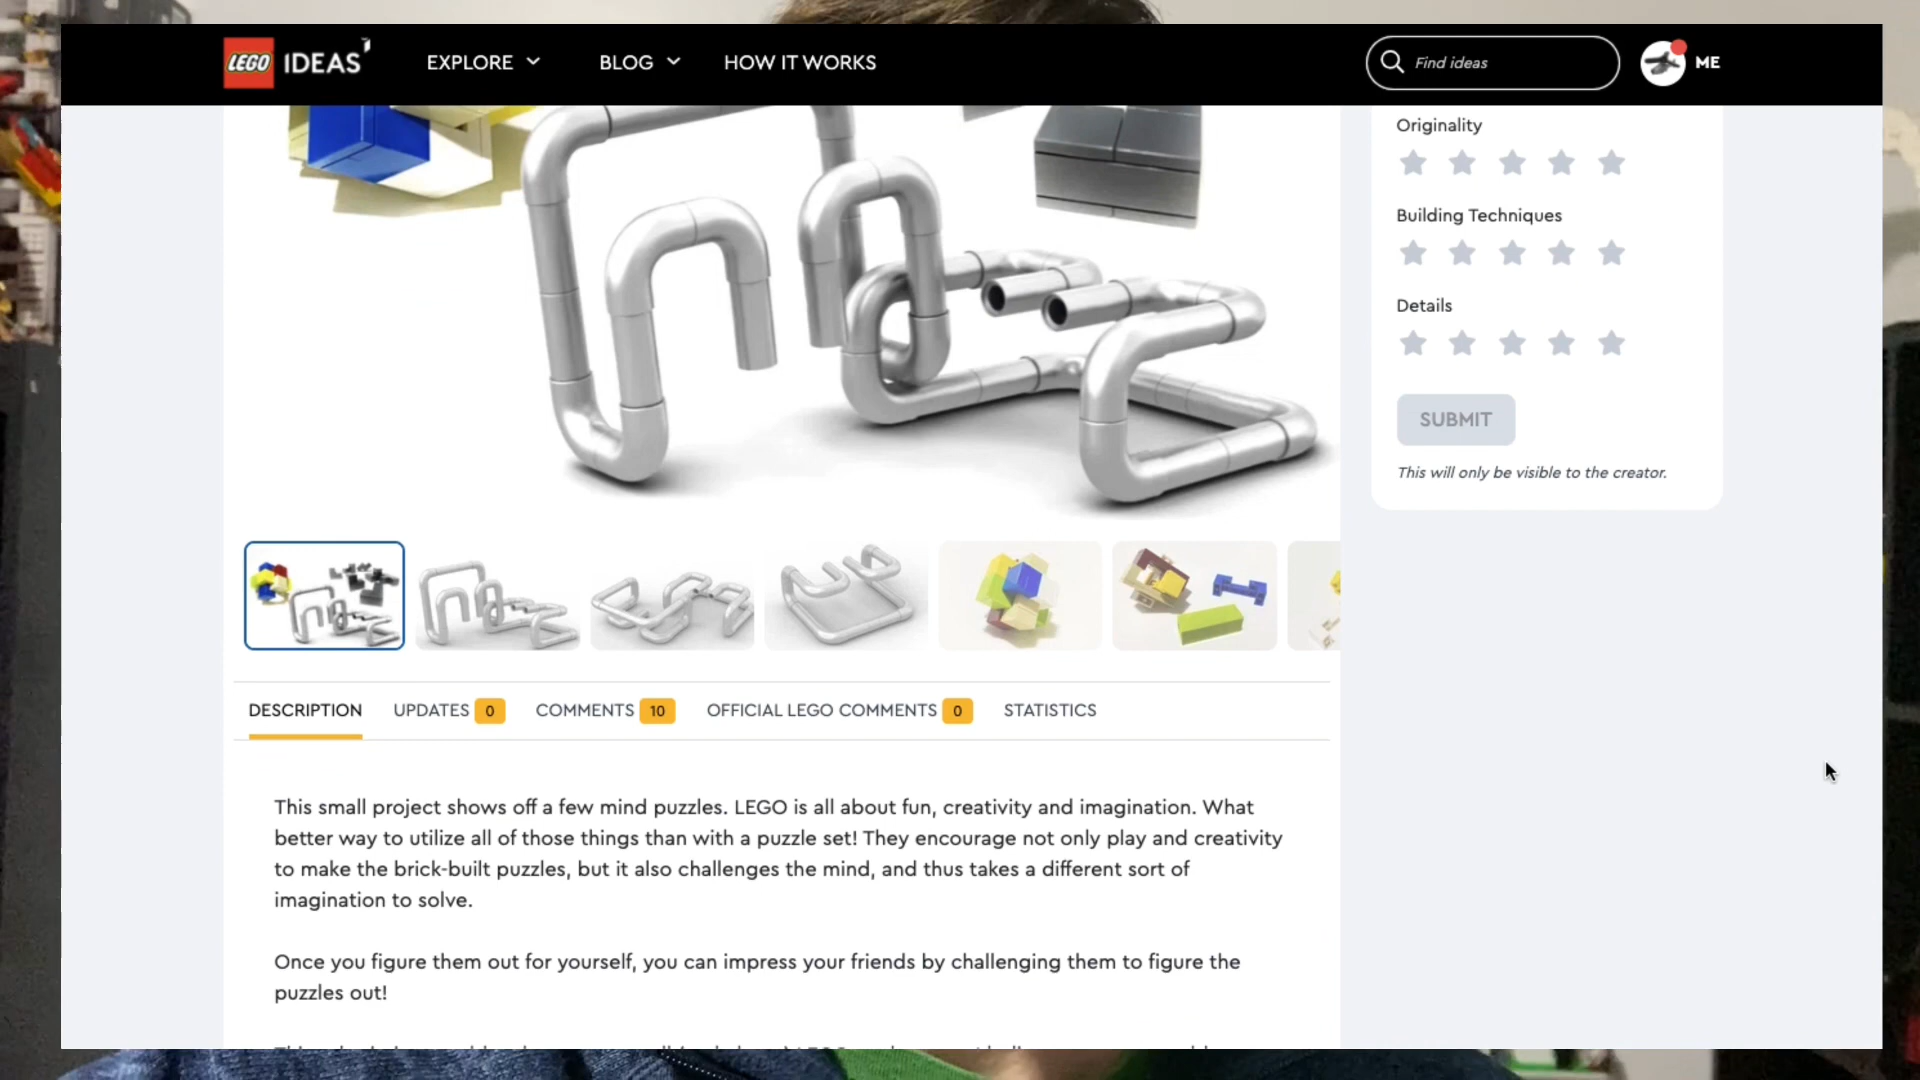 LEGO IDEAS EXPLORE BLOG HOW IT WORKS Find ideas ME
Originality
Building Techniques
Details
SUBMIT
This will only be visible to the creator.
DESCRIPTION UPDATES 0 COMMENTS 10 OFFICIAL LEGO COMMENTS 0 STATISTICS
This small project shows off a few mind puzzles. LEGO is all about fun, creativity and imagination. What
better way to utilize all of those things than with a puzzle set! They encourage not only play and creativity
to make the brick-built puzzles, but it also challenges the mind, and thus takes a different sort of
imagination to solve.
Once you figure them out for yourself, you can impress your friends by challenging them to figure the
puzzles out!